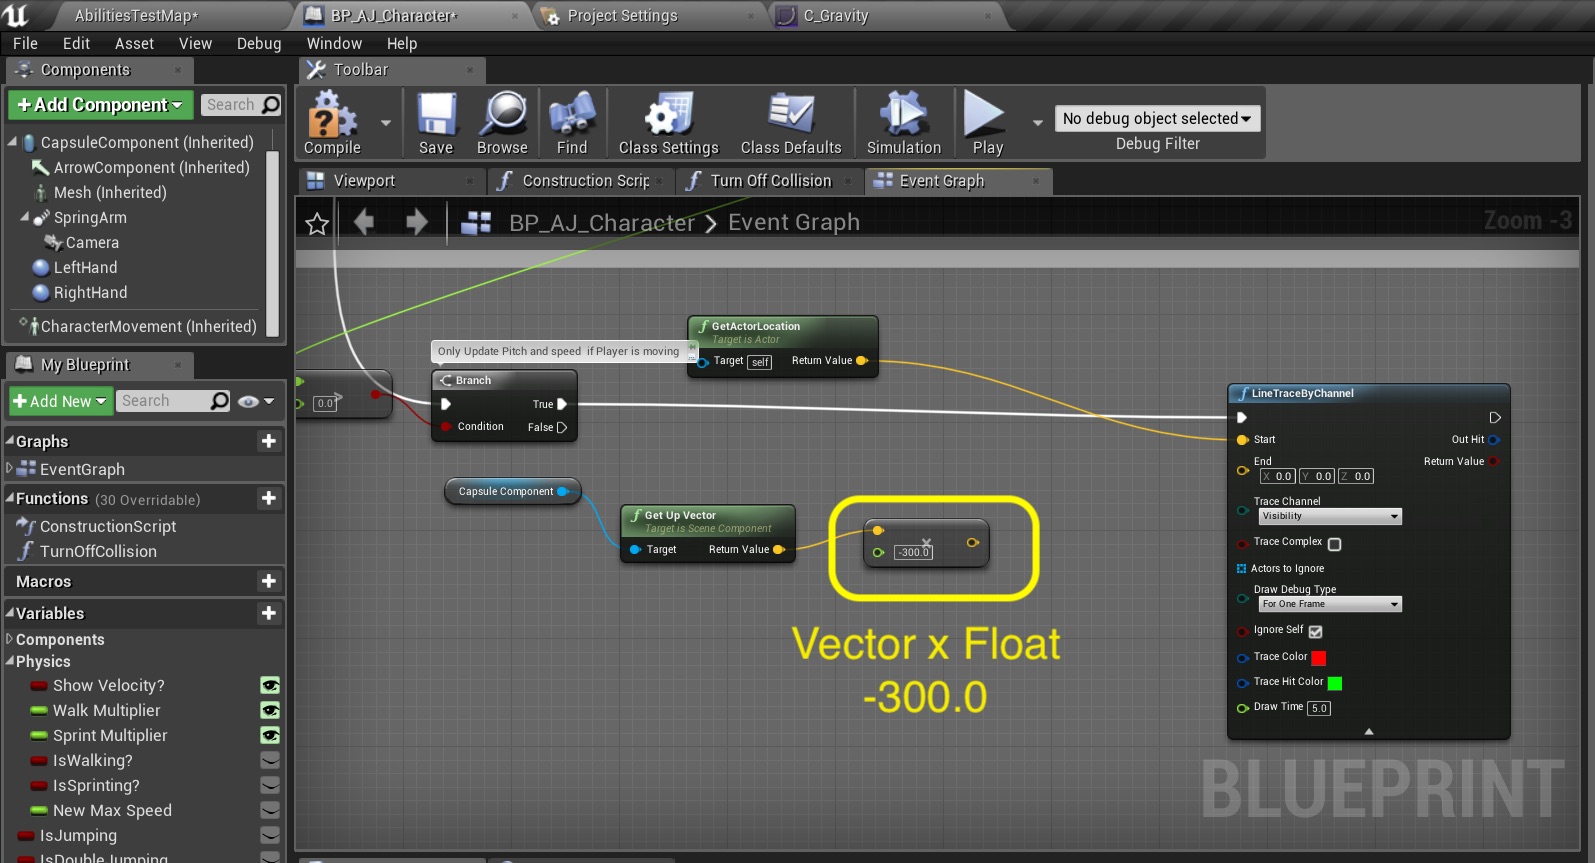 AbilitiesTestMap*
BP_AJ_Character*
Project Settings
C_Gravity
File Edit Asset View Debug Window Help
Components
Toolbar
+Add Component
Search
CapsuleComponent (Inherited)
ArrowComponent (Inherited)
Mesh (Inherited)
SpringArm
Camera
LeftHand
RightHand
CharacterMovement (Inherited)
Compile
Save
Browse
Find
Class Settings
Class Defaults
Simulation
Play
No debug object selected
Debug Filter
Viewport
Construction Scrip
Turn Off Collision
Event Graph
BP_AJ_Character > Event Graph
Zoom -3
My Blueprint
+Add New
Search
Graphs
EventGraph
Functions (30 Overridable)
ConstructionScript
TurnOffCollision
Macros
Variables
Components
Physics
Show Velocity?
Walk Multiplier
Sprint Multiplier
IsWalking?
IsSprinting?
New Max Speed
IsJumping
IsDoubleJumping
0.0
>
Only Update Pitch and speed if Player is moving
Branch
True
Condition
False
GetActorLocation
Target is Actor
Target self
Return Value
Capsule Component
Get Up Vector
Target is Scene Component
Target
Return Value
×
-300.0
Vector x Float
-300.0
LineTraceByChannel
Start
Out Hit
End
X 0.0 Y 0.0 Z 0.0
Return Value
Trace Channel
Visibility
Trace Complex
Actors to Ignore
Draw Debug Type
For One Frame
Ignore Self
Trace Color
Trace Hit Color
Draw Time 5.0
BLUEPRINT